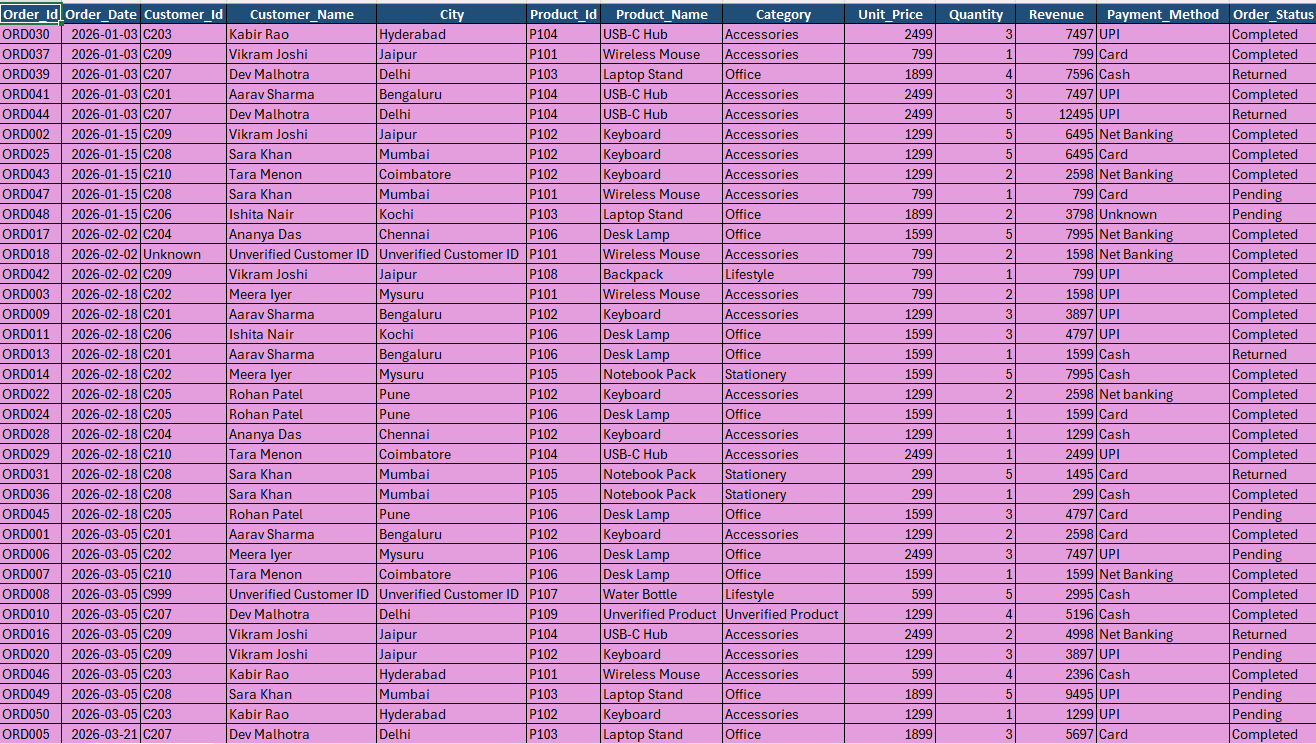 Order_Id Order_Date Customer_Id Customer_Name City Product_Id Product_Name Category Unit_Price Quantity Revenue Payment_Method Order_Status
ORD030 2026-01-03 C203 Kabir Rao Hyderabad P104 USB-C Hub Accessories 2499 3 7497 UPI Completed
ORD037 2026-01-03 C209 Vikram Joshi Jaipur P101 Wireless Mouse Accessories 799 1 799 Card Completed
ORD039 2026-01-03 C207 Dev Malhotra Delhi P103 Laptop Stand Office 1899 4 7596 Cash Returned
ORD041 2026-01-03 C201 Aarav Sharma Bengaluru P104 USB-C Hub Accessories 2499 3 7497 UPI Completed
ORD044 2026-01-03 C207 Dev Malhotra Delhi P104 USB-C Hub Accessories 2499 5 12495 UPI Returned
ORD002 2026-01-15 C209 Vikram Joshi Jaipur P102 Keyboard Accessories 1299 5 6495 Net Banking Completed
ORD025 2026-01-15 C208 Sara Khan Mumbai P102 Keyboard Accessories 1299 5 6495 Card Completed
ORD043 2026-01-15 C210 Tara Menon Coimbatore P102 Keyboard Accessories 1299 2 2598 Net Banking Completed
ORD047 2026-01-15 C208 Sara Khan Mumbai P101 Wireless Mouse Accessories 799 1 799 Card Pending
ORD048 2026-01-15 C206 Ishita Nair Kochi P103 Laptop Stand Office 1899 2 3798 Unknown Pending
ORD017 2026-02-02 C204 Ananya Das Chennai P106 Desk Lamp Office 1599 5 7995 Net Banking Completed
ORD018 2026-02-02 Unknown Unverified Customer ID Unverified Customer ID P101 Wireless Mouse Accessories 799 2 1598 Net Banking Completed
ORD042 2026-02-02 C209 Vikram Joshi Jaipur P108 Backpack Lifestyle 799 1 799 UPI Completed
ORD003 2026-02-18 C202 Meera Iyer Mysuru P101 Wireless Mouse Accessories 799 2 1598 UPI Completed
ORD009 2026-02-18 C201 Aarav Sharma Bengaluru P102 Keyboard Accessories 1299 3 3897 UPI Completed
ORD011 2026-02-18 C206 Ishita Nair Kochi P106 Desk Lamp Office 1599 3 4797 UPI Completed
ORD013 2026-02-18 C201 Aarav Sharma Bengaluru P106 Desk Lamp Office 1599 1 1599 Cash Returned
ORD014 2026-02-18 C202 Meera Iyer Mysuru P105 Notebook Pack Stationery 1599 5 7995 Cash Completed
ORD022 2026-02-18 C205 Rohan Patel Pune P102 Keyboard Accessories 1299 2 2598 Net banking Completed
ORD024 2026-02-18 C205 Rohan Patel Pune P106 Desk Lamp Office 1599 1 1599 Card Completed
ORD028 2026-02-18 C204 Ananya Das Chennai P102 Keyboard Accessories 1299 1 1299 Cash Completed
ORD029 2026-02-18 C210 Tara Menon Coimbatore P104 USB-C Hub Accessories 2499 1 2499 UPI Completed
ORD031 2026-02-18 C208 Sara Khan Mumbai P105 Notebook Pack Stationery 299 5 1495 Card Returned
ORD036 2026-02-18 C208 Sara Khan Mumbai P105 Notebook Pack Stationery 299 1 299 Cash Completed
ORD045 2026-02-18 C205 Rohan Patel Pune P106 Desk Lamp Office 1599 3 4797 Card Pending
ORD001 2026-03-05 C201 Aarav Sharma Bengaluru P102 Keyboard Accessories 1299 2 2598 Card Completed
ORD006 2026-03-05 C202 Meera Iyer Mysuru P106 Desk Lamp Office 2499 3 7497 UPI Pending
ORD007 2026-03-05 C210 Tara Menon Coimbatore P106 Desk Lamp Office 1599 1 1599 Net Banking Completed
ORD008 2026-03-05 C999 Unverified Customer ID Unverified Customer ID P107 Water Bottle Lifestyle 599 5 2995 Cash Completed
ORD010 2026-03-05 C207 Dev Malhotra Delhi P109 Unverified Product Unverified Product 1299 4 5196 Cash Completed
ORD016 2026-03-05 C209 Vikram Joshi Jaipur P104 USB-C Hub Accessories 2499 2 4998 Net Banking Returned
ORD020 2026-03-05 C209 Vikram Joshi Jaipur P102 Keyboard Accessories 1299 3 3897 UPI Pending
ORD046 2026-03-05 C203 Kabir Rao Hyderabad P101 Wireless Mouse Accessories 599 4 2396 Cash Completed
ORD049 2026-03-05 C208 Sara Khan Mumbai P103 Laptop Stand Office 1899 5 9495 UPI Pending
ORD050 2026-03-05 C203 Kabir Rao Hyderabad P102 Keyboard Accessories 1299 1 1299 UPI Pending
ORD005 2026-03-21 C207 Dev Malhotra Delhi P103 Laptop Stand Office 1899 3 5697 Card Completed